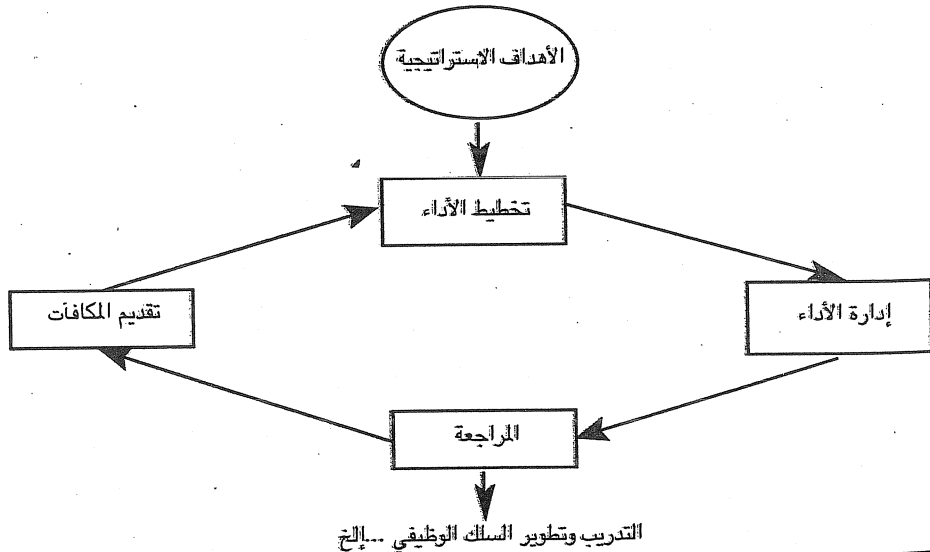 الأهداف الاستراتيجية
تخطيط الأداء
إدارة الأداء
تقديم المكافآت
المراجعة
التدريب وتطوير السلك الوظيفي ...إلخ